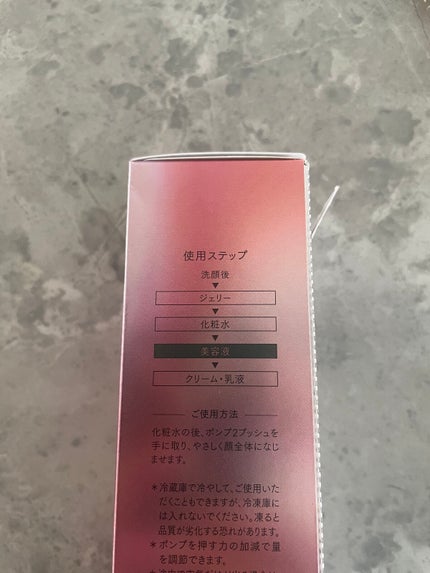 使用ステップ
洗顔後
▼
ジェリー
▼
化粧水
▼
美容液
▼
クリーム・乳液
ご使用方法
化粧水の後、ポンプ2プッシュを
手に取り、やさしく顔全体になじ
ませます。
＊冷蔵庫で冷やして、ご使用いた
だくこともできますが、冷凍庫に
は入れないでください。凍ると
品質が劣化する恐れがあります。
＊ポンプを押す力の加減で量
を調節できます。